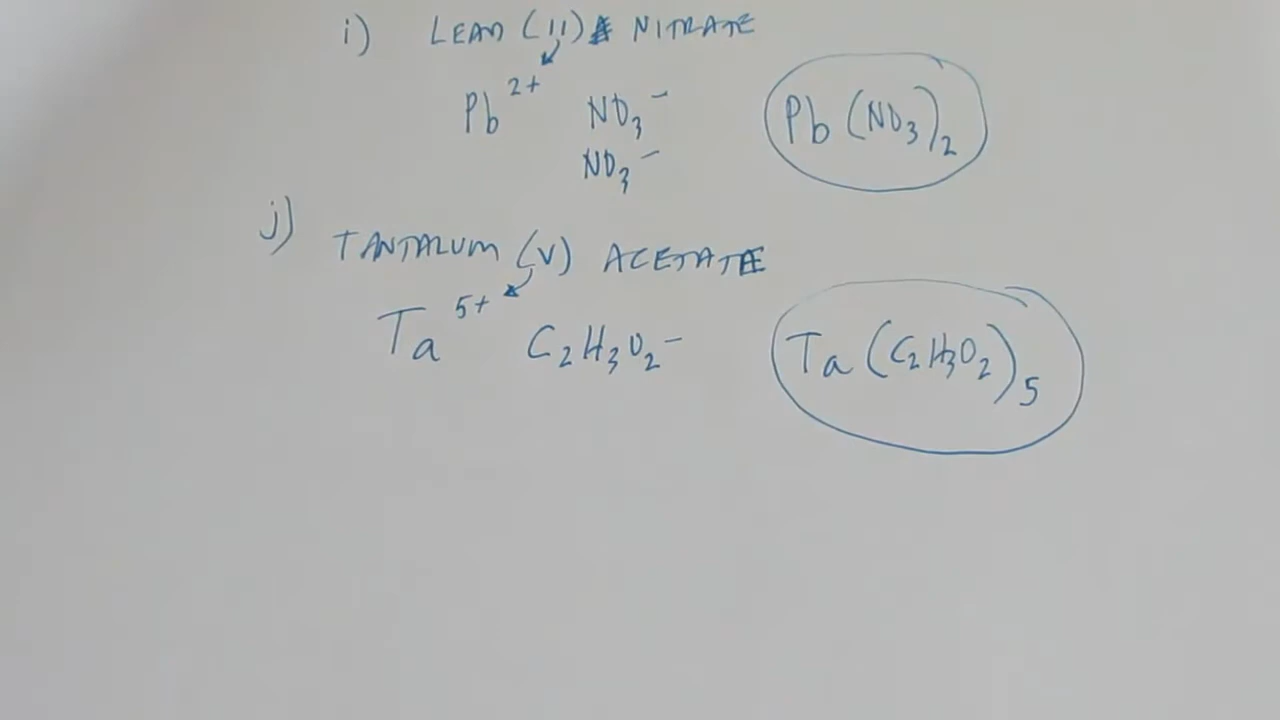 i) LEAD (II) NITRATE
Pb²⁺ NO₃⁻ Pb(NO₃)₂
NO₃⁻
j) TANTALUM (V) ACETATE
Ta⁵⁺ C₂H₃O₂⁻ Ta(C₂H₃O₂)₅